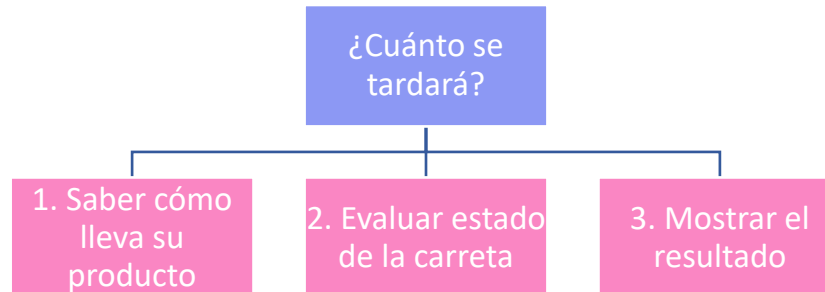 ¿Cuánto se
tardará?
1. Saber cómo
lleva su
producto
2. Evaluar estado
de la carreta
3. Mostrar el
resultado